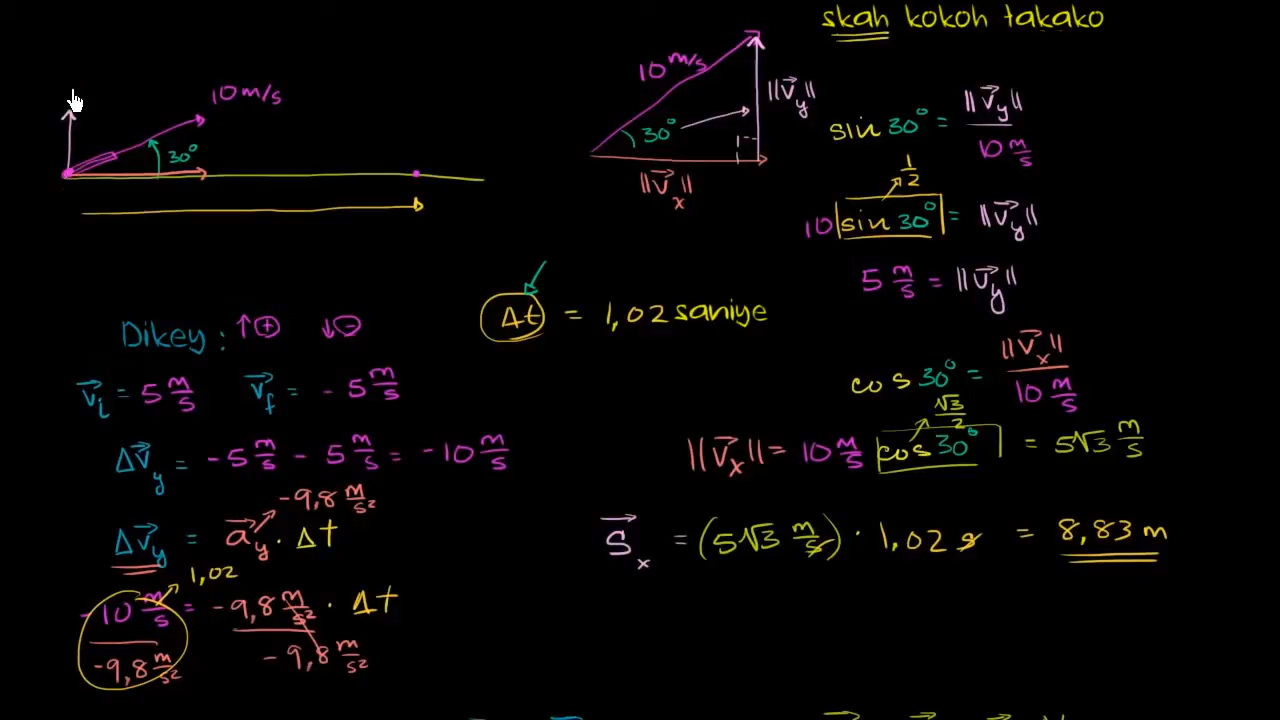 skah kokoh takako
10 m/s
30°
10 m/s
30°
||v⃗y||
||v⃗x||
sin 30° = ||v⃗y|| / 10 m/s
1/2
10 sin 30° = ||v⃗y||
5 m/s = ||v⃗y||
Δt = 1,02 saniye
Dikey: ↑⊕ ↓⊖
v⃗i = 5 m/s v⃗f = -5 m/s
Δv⃗y = -5 m/s - 5 m/s = -10 m/s
-9,8 m/s²
Δv⃗y = a⃗y · Δt
1,02
-10 m/s / -9,8 m/s² = -9,8 m/s² / -9,8 m/s² · Δt
cos 30° = ||v⃗x|| / 10 m/s
√3/2
||v⃗x|| = 10 m/s cos 30° = 5√3 m/s
S⃗x = (5√3 m/s) · 1,02 s = 8,83 m